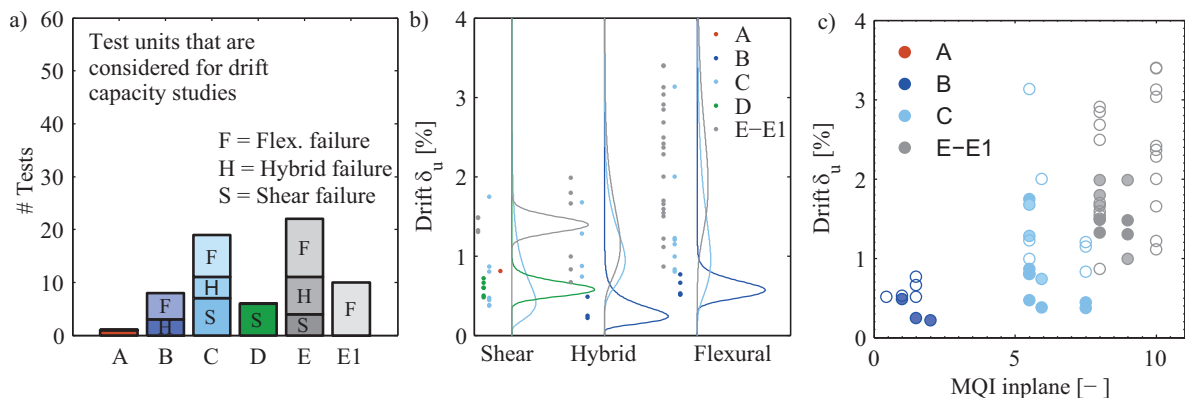 a)
60
50
40
30
20
10
0
# Tests
Test units that are
considered for drift
capacity studies
F = Flex. failure
H = Hybrid failure
S = Shear failure
F
H
F
H
S
S
F
H
S
F
A B C D E E1
b)
4
3
2
1
0
Drift δu [%]
A
B
C
D
E−E1
Shear Hybrid Flexural
c)
4
3
2
1
0
Drift δu [%]
A
B
C
E−E1
0 5 10
MQI inplane [−]